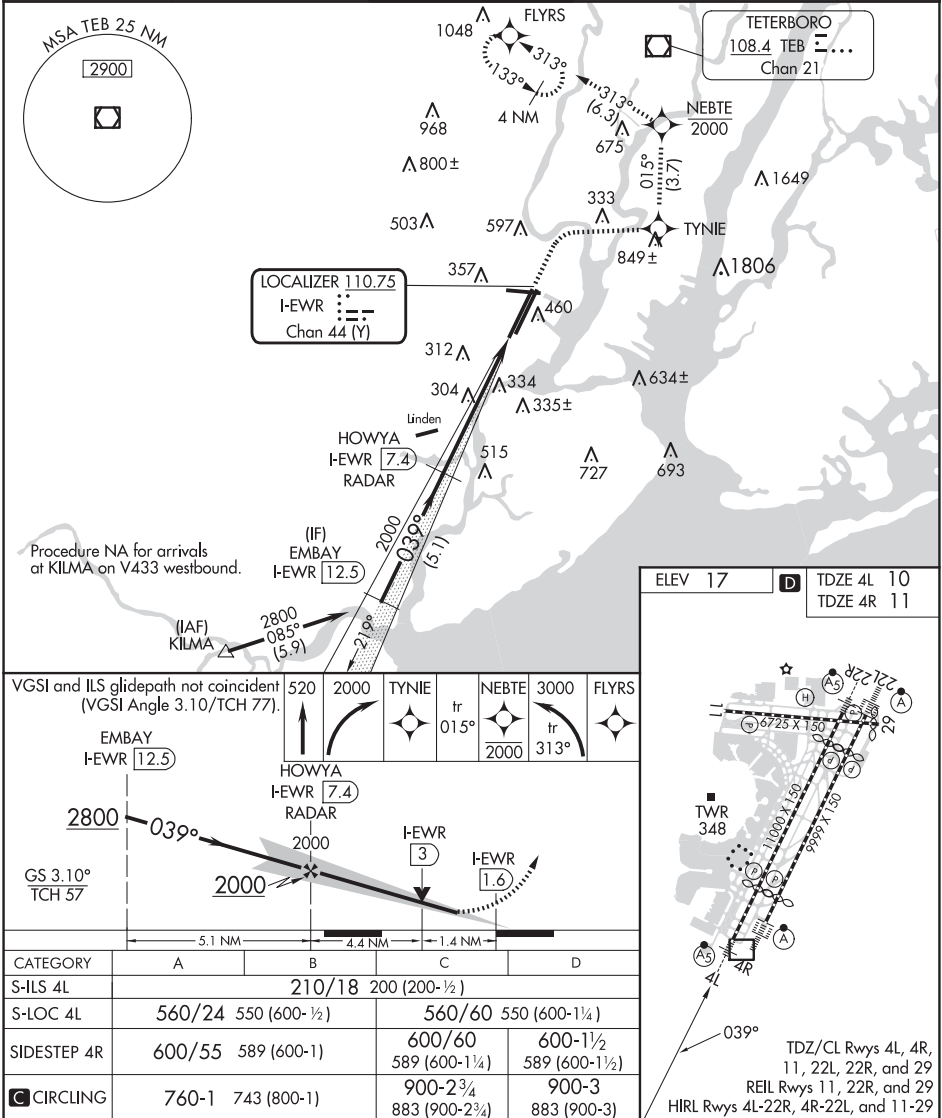 MSA TEB 25 NM
2900
1048
FLYRS
313°
133°
4 NM
313°
(6.3)
TETERBORO
108.4 TEB
Chan 21
NEBTE
2000
675
015°
(3.7)
968
800±
1649
503
597
333
TYNIE
849±
1806
LOCALIZER 110.75
I-EWR
Chan 44 (Y)
357
460
312
304
334
335±
634±
Linden
HOWYA
I-EWR 7.4
RADAR
515
727
693
2000
039°
(5.1)
Procedure NA for arrivals
at KILMA on V433 westbound.
(IF)
EMBAY
I-EWR 12.5
(IAF)
KILMA
2800
085°
(5.9)
219°
ELEV 17
D
TDZE 4L 10
TDZE 4R 11
VGSI and ILS glidepath not coincident
(VGSI Angle 3.10/TCH 77).
520
2000
TYNIE
tr
015°
NEBTE
2000
3000
tr
313°
FLYRS
EMBAY
I-EWR 12.5
HOWYA
I-EWR 7.4
RADAR
2800
039°
2000
2000
I-EWR
3
I-EWR
1.6
GS 3.10°
TCH 57
5.1 NM
4.4 NM
1.4 NM
CATEGORY A B C D
S-ILS 4L 210/18 200 (200-½)
S-LOC 4L 560/24 550 (600-½) 560/60 550 (600-1¼)
SIDESTEP 4R 600/55 589 (600-1) 600/60 589 (600-1¼) 600-1½ 589 (600-1½)
C CIRCLING 760-1 743 (800-1) 900-2¾ 883 (900-2¾) 900-3 883 (900-3)
A5
22R
22L
A
H
P
11
P
6725 X 150
29
P
P
TWR
348
11000 X 150
9999 X 150
P
P
A5
A
4L
4R
039°
TDZ/CL Rwys 4L, 4R,
11, 22L, 22R, and 29
REIL Rwys 11, 22R, and 29
HIRL Rwys 4L-22R, 4R-22L, and 11-29